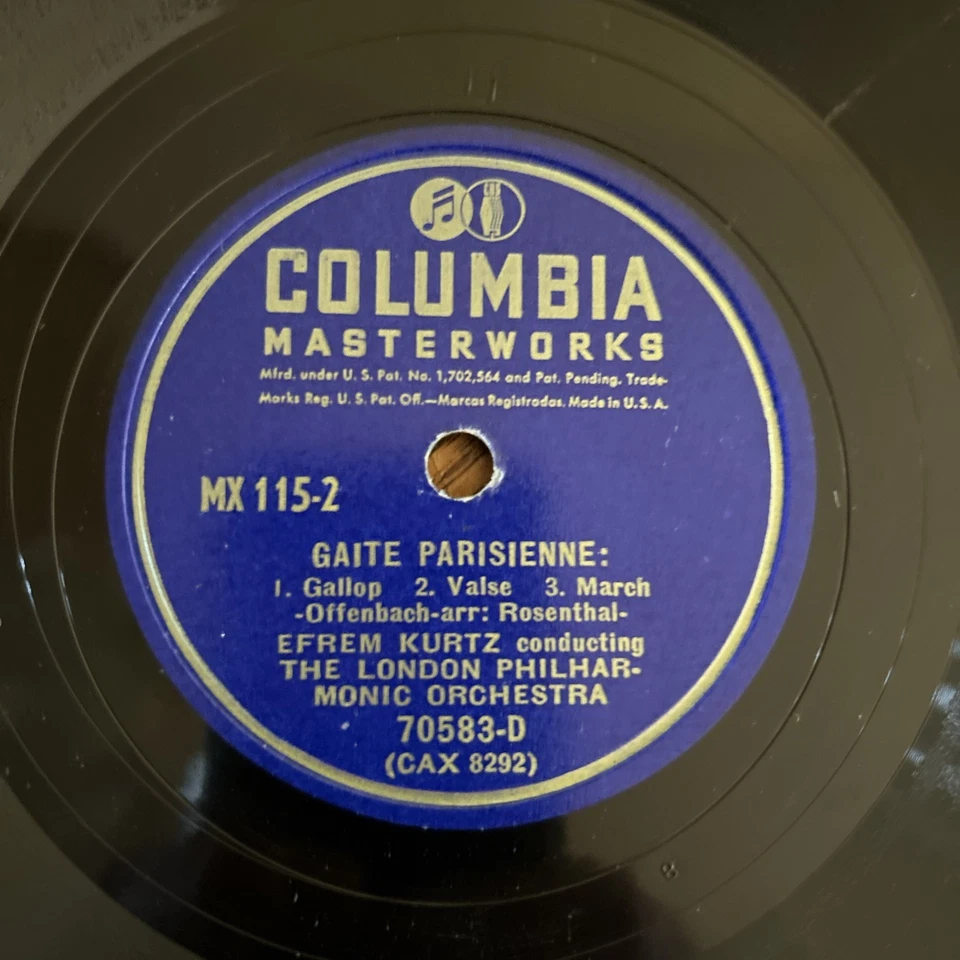 CBS
COLUMBIA
MASTERWORKS
Mfrd. under U. S. Pat. No. 1,702,564 and Pat. Pending. Trade-
Marks Reg. U. S. Pat. Off.—Marcas Registradas. Made in U.S.A.
MX 115-2
GAITE PARISIENNE:
1. Gallop 2. Valse 3. March
-Offenbach-arr: Rosenthal-
EFREM KURTZ conducting
THE LONDON PHILHAR-
MONIC ORCHESTRA
70583-D
(CAX 8292)
8